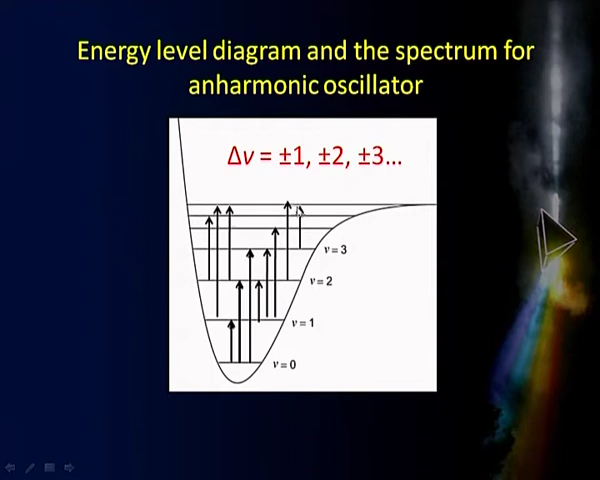 Energy level diagram and the spectrum for
anharmonic oscillator
Δv = ±1, ±2, ±3...
v = 3
v = 2
v = 1
v = 0